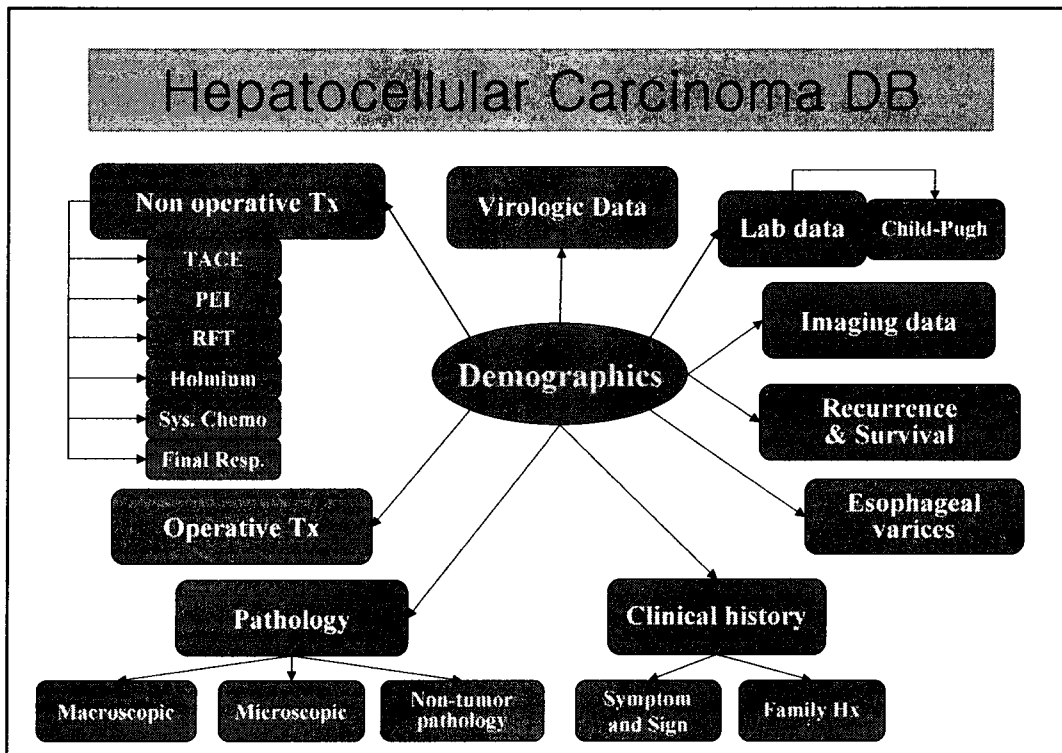 Hepatocellular Carcinoma DB
Non operative Tx
TACE
PEI
RFT
Holmium
Sys. Chemo
Final Resp.
Virologic Data
Lab data
Child-Pugh
Imaging data
Demographics
Recurrence
& Survival
Esophageal
varices
Operative Tx
Pathology
Macroscopic
Microscopic
Non-tumor
pathology
Clinical history
Symptom
and Sign
Family Hx